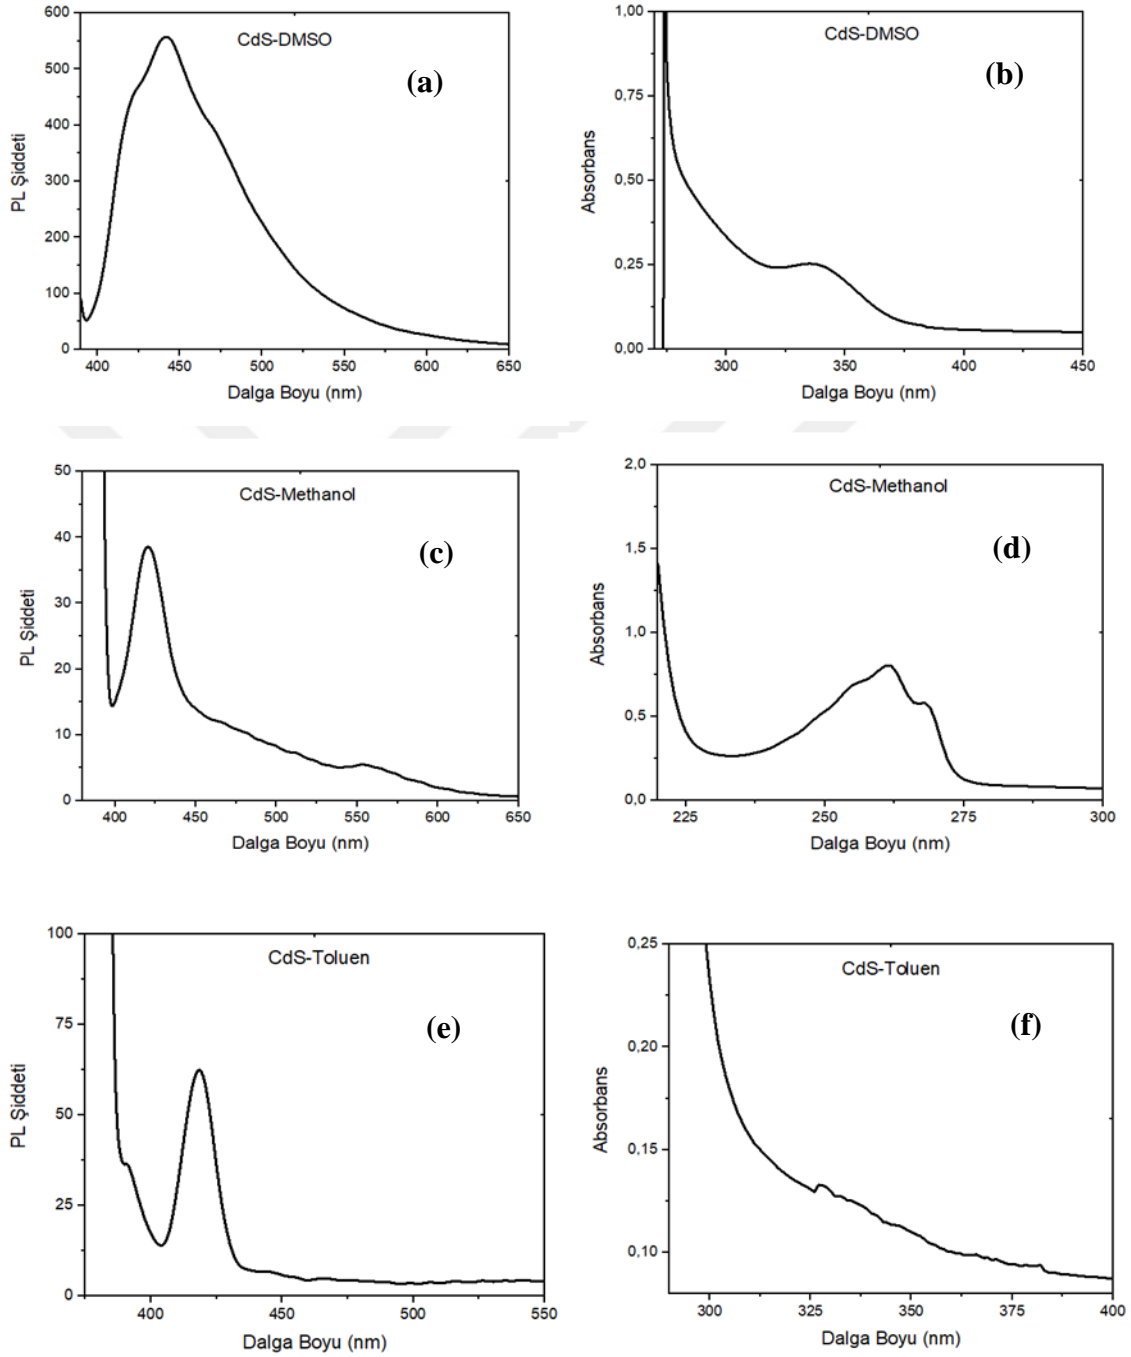 CdS-DMSO
(a)
PL Şiddeti
600
500
400
300
200
100
0
400 450 500 550 600 650
Dalga Boyu (nm)
CdS-DMSO
(b)
Absorbans
1,00
0,75
0,50
0,25
0,00
300 350 400 450
Dalga Boyu (nm)
CdS-Methanol
(c)
PL Şiddeti
50
40
30
20
10
0
400 450 500 550 600 650
Dalga Boyu (nm)
CdS-Methanol
(d)
Absorbans
2,0
1,5
1,0
0,5
0,0
225 250 275 300
Dalga Boyu (nm)
CdS-Toluen
(e)
PL Şiddeti
100
75
50
25
0
400 450 500 550
Dalga Boyu (nm)
CdS-Toluen
(f)
Absorbans
0,25
0,20
0,15
0,10
300 325 350 375 400
Dalga Boyu (nm)